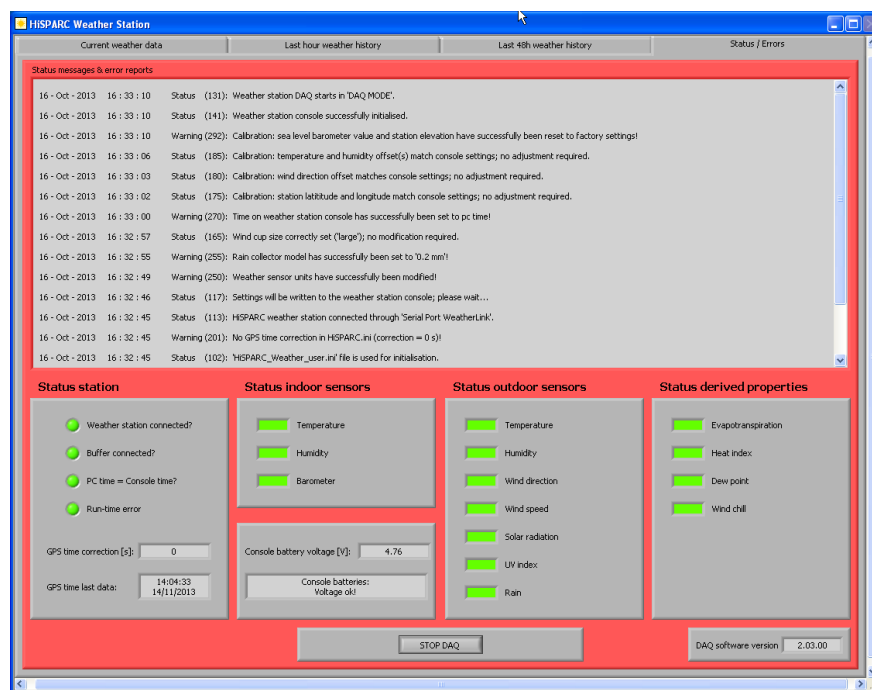 HiSPARC Weather Station
Current weather data
Last hour weather history
Last 48h weather history
Status / Errors
Status messages & error reports
16 - Oct - 2013 16 : 33 : 10 Status (131): Weather station DAQ starts in 'DAQ MODE'.
16 - Oct - 2013 16 : 33 : 10 Status (141): Weather station console successfully initialised.
16 - Oct - 2013 16 : 33 : 10 Warning (292): Calibration: sea level barometer value and station elevation have successfully been reset to factory settings!
16 - Oct - 2013 16 : 33 : 06 Status (185): Calibration: temperature and humidity offset(s) match console settings; no adjustment required.
16 - Oct - 2013 16 : 33 : 03 Status (180): Calibration: wind direction offset matches console settings; no adjustment required.
16 - Oct - 2013 16 : 33 : 02 Status (175): Calibration: station latititude and longitude match console settings; no adjustment required.
16 - Oct - 2013 16 : 33 : 00 Warning (270): Time on weather station console has successfully been set to pc time!
16 - Oct - 2013 16 : 32 : 57 Status (165): Wind cup size correctly set ('large'); no modification required.
16 - Oct - 2013 16 : 32 : 55 Warning (255): Rain collector model has successfully been set to '0.2 mm'!
16 - Oct - 2013 16 : 32 : 49 Warning (250): Weather sensor units have successfully been modified!
16 - Oct - 2013 16 : 32 : 46 Status (117): Settings will be written to the weather station console; please wait...
16 - Oct - 2013 16 : 32 : 45 Status (113): HiSPARC weather station connected through 'Serial Port WeatherLink'.
16 - Oct - 2013 16 : 32 : 45 Warning (201): No GPS time correction in HiSPARC.ini (correction = 0 s)!
16 - Oct - 2013 16 : 32 : 45 Status (102): 'HiSPARC_Weather_user.ini' file is used for initialisation.
Status station
Weather station connected?
Buffer connected?
PC time = Console time?
Run-time error
GPS time correction [s]: 0
GPS time last data: 14:04:33
14/11/2013
Status indoor sensors
Temperature
Humidity
Barometer
Console battery voltage [V]: 4.76
Console batteries:
Voltage ok!
Status outdoor sensors
Temperature
Humidity
Wind direction
Wind speed
Solar radiation
UV index
Rain
Status derived properties
Evapotranspiration
Heat index
Dew point
Wind chill
STOP DAQ
DAQ software version 2.03.00